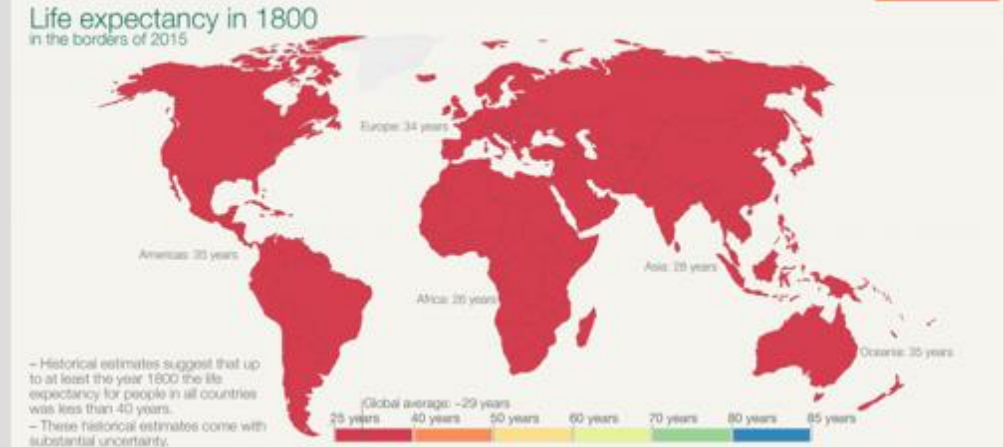 Life expectancy in 1800
in the borders of 2015
Europe: 34 years
Americas: 35 years
Asia: 28 years
Africa: 26 years
Oceania: 35 years
– Historical estimates suggest that up
to at least the year 1800 the life
expectancy for people in all countries
was less than 40 years.
– These historical estimates come with
substantial uncertainty.
Global average: ~29 years
25 years 40 years 50 years 60 years 70 years 80 years 85 years